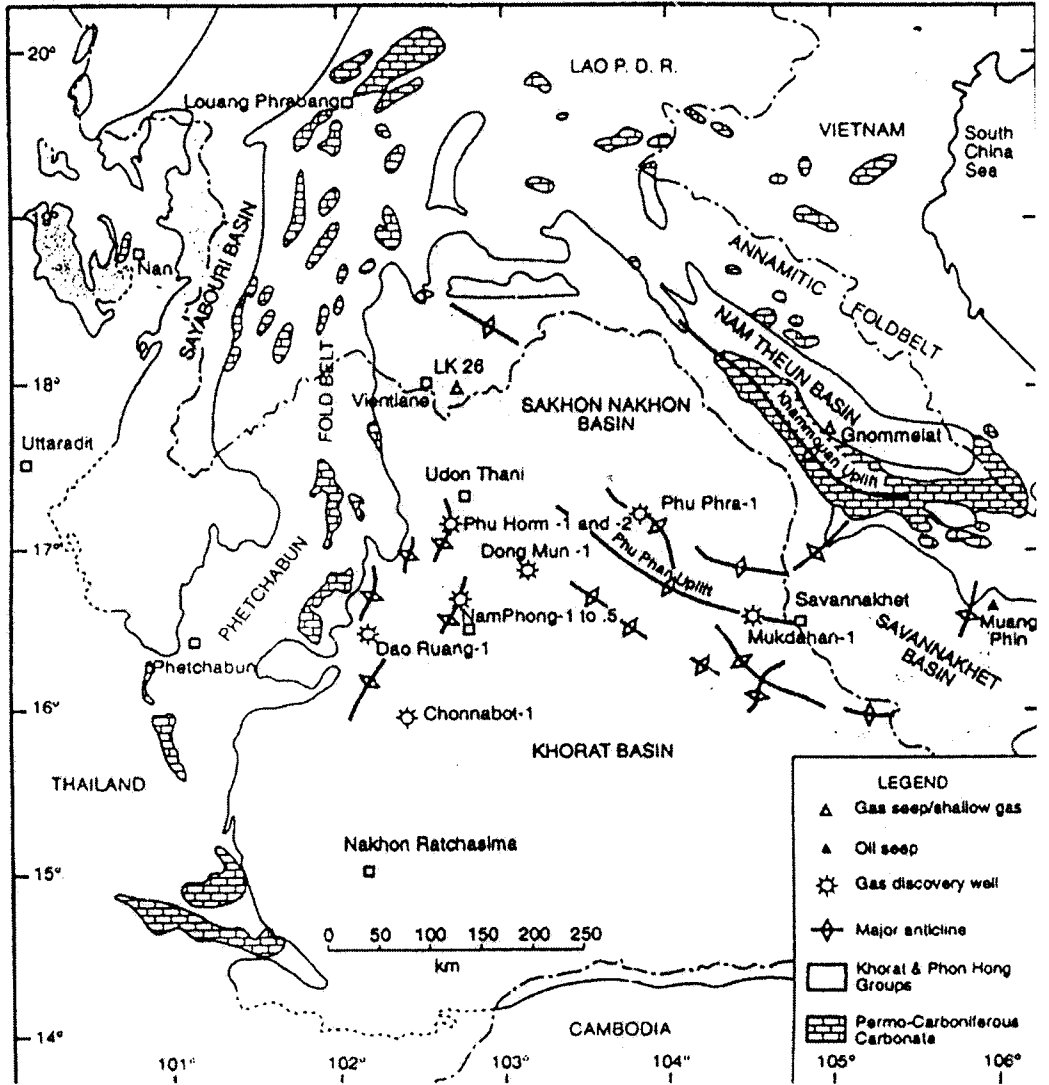 20°
LAO P. D. R.
Louang Phrabang
VIETNAM
South
China
Sea
19°
Nan
SAYABOURI BASIN
ANNAMITIC
FOLDBELT
NAM THEUN BASIN
LK 26
18°
Vientiane
SAKHON NAKHON
BASIN
Khammouan Uplift
Gnommelat
FOLD BELT
Uttaradit
Udon Thani
Phu Phra-1
Phu Horm -1 and -2
17°
Dong Mun -1
Phu Phan Uplift
PHETCHABUN
NamPhong-1 to .5
Savannakhet
Mukdahan-1
Muang
Phin
SAVANNAKHET
BASIN
Dao Ruang-1
Phetchabun
16°
Chonnabot-1
KHORAT BASIN
THAILAND
LEGEND
Gas seep/shallow gas
Oil seep
Gas discovery well
Major anticline
Khorat & Phon Hong
Groups
Permo-Carboniferous
Carbonate
Nakhon Ratchasima
15°
0 40 100 150 200 250
km
14°
CAMBODIA
101° 102° 103° 104° 105° 106°